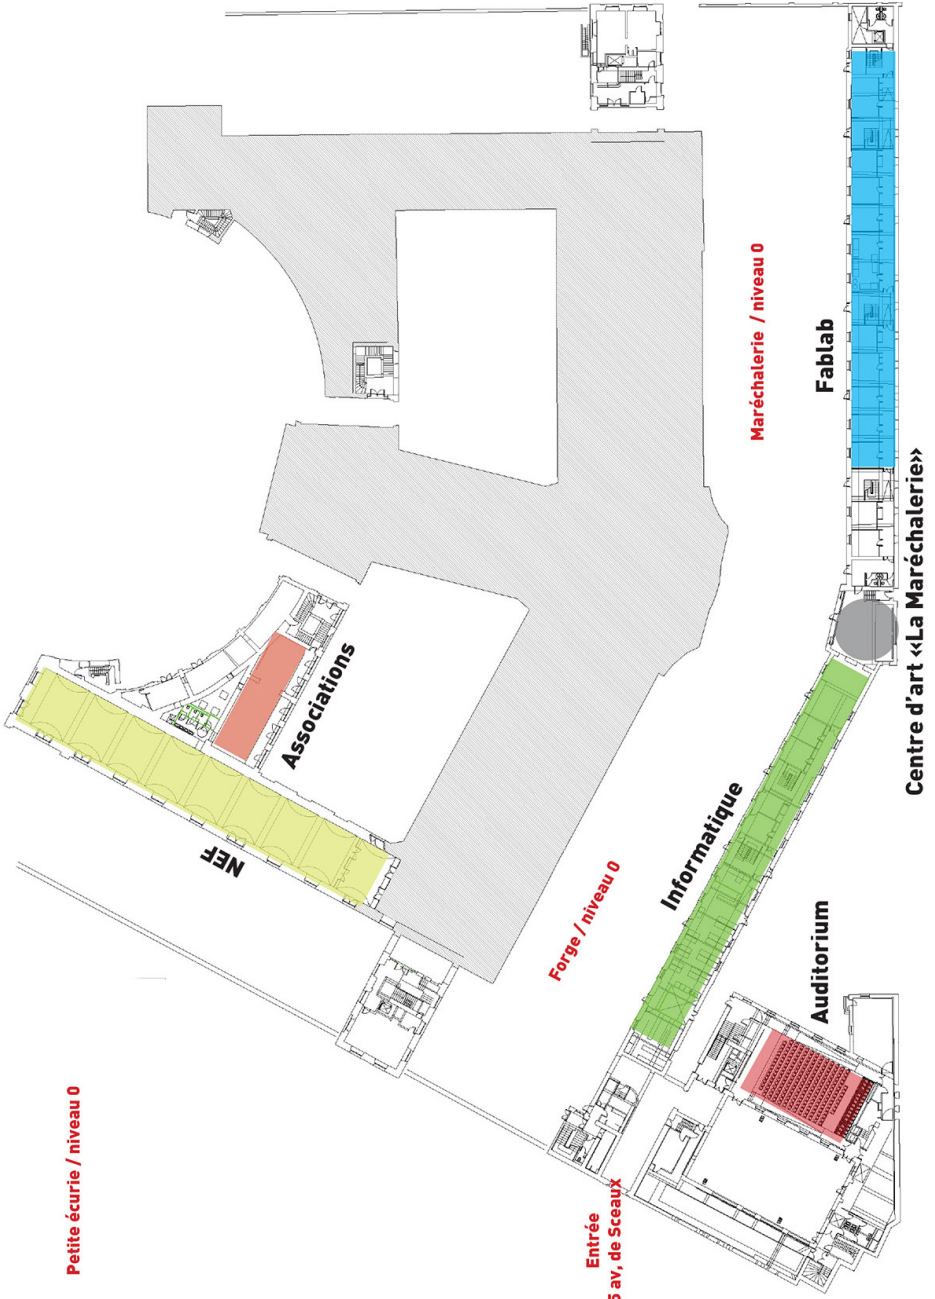 Petite écurie / niveau 0
NEF
Associations
Forge / niveau 0
Entrée
5 av, de Sceaux
Informatique
Maréchalerie / niveau 0
Auditorium
Fablab
Centre d'art «La Maréchalerie»